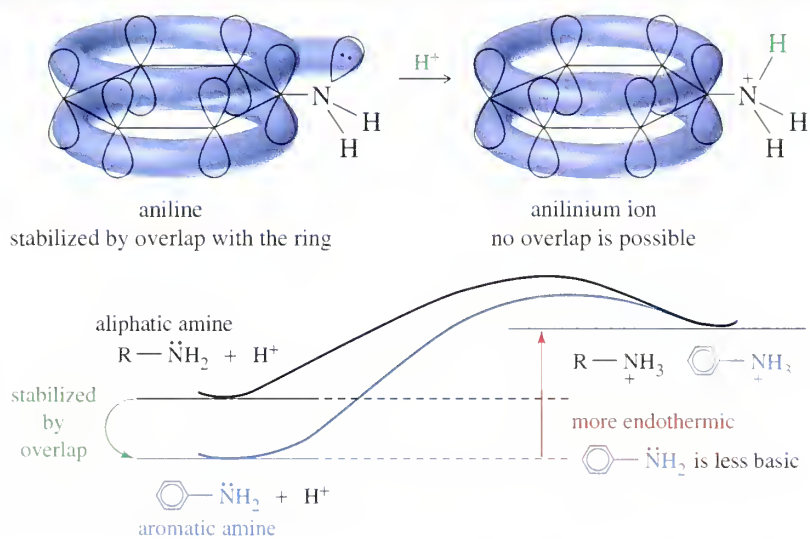 H⁺
N
H
H
H
N⁺
H
H
aniline
stabilized by overlap with the ring
anilinium ion
no overlap is possible
aliphatic amine
R — N̈H₂ + H⁺
R — NH₃
+
NH₃
+
stabilized
by
overlap
more endothermic
N̈H₂ is less basic
N̈H₂ + H⁺
aromatic amine